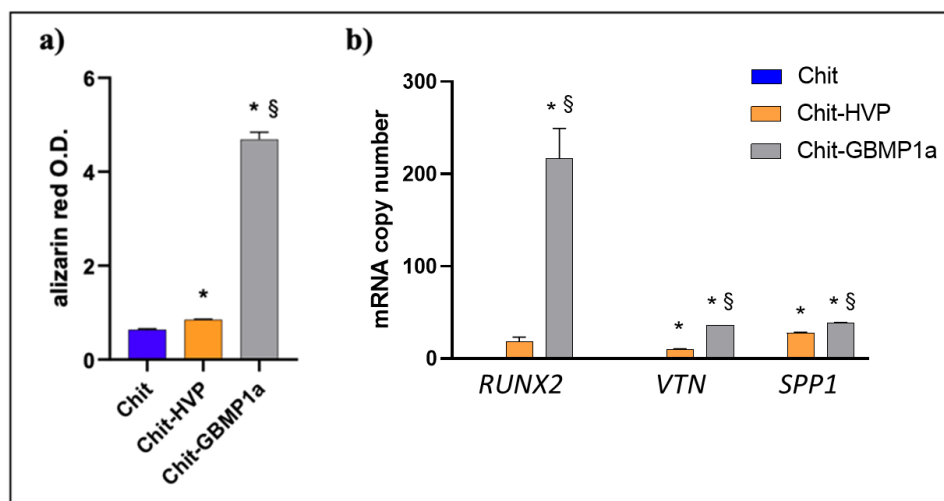 a)
6
4
2
0
alizarin red O.D.
* §
*
Chit
Chit-HVP
Chit-GBMP1a
b)
300
200
100
0
mRNA copy number
* §
* * §
* * §
RUNX2 VTN SPP1
Chit
Chit-HVP
Chit-GBMP1a